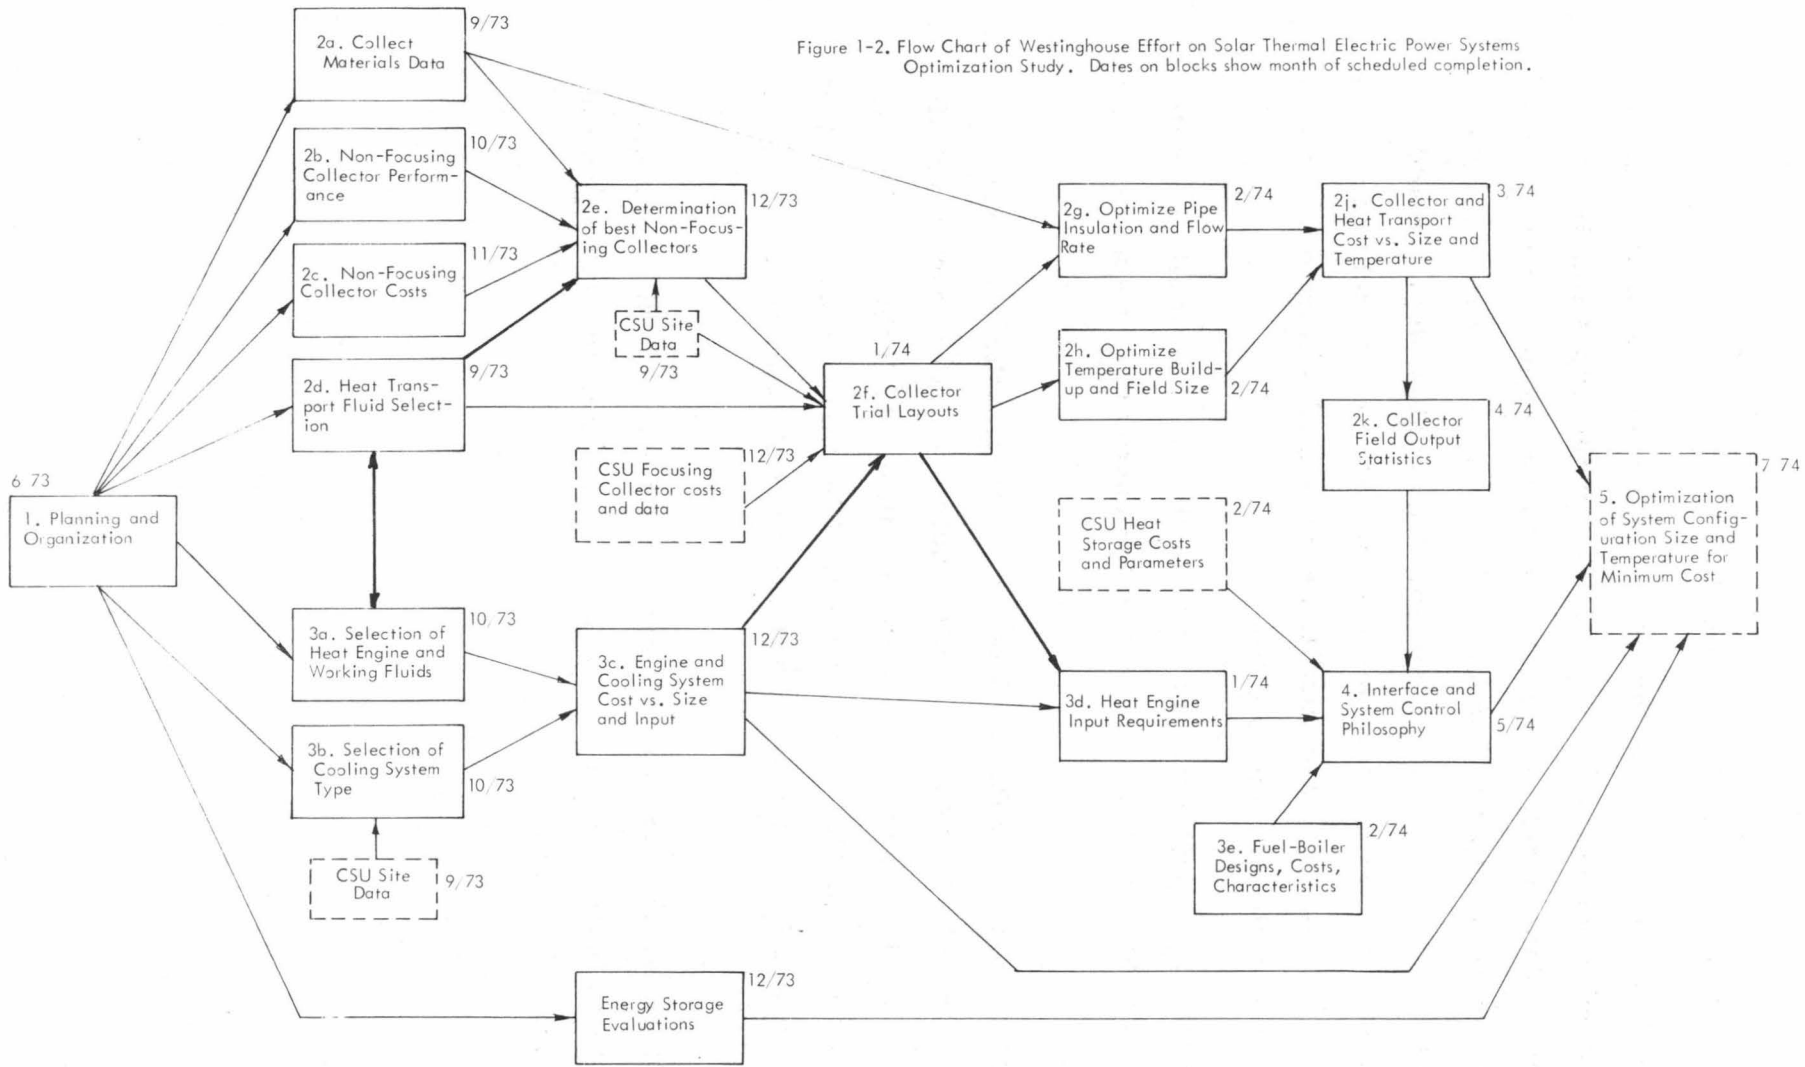 Figure 1-2. Flow Chart of Westinghouse Effort on Solar Thermal Electric Power Systems
Optimization Study. Dates on blocks show month of scheduled completion.
6 73
1. Planning and
Organization
9/73
2a. Collect
Materials Data
10/73
2b. Non-Focusing
Collector Perform-
ance
11/73
2c. Non-Focusing
Collector Costs
9/73
2d. Heat Trans-
port Fluid Select-
ion
10/73
3a. Selection of
Heat Engine and
Working Fluids
3b. Selection of
Cooling System
Type
10/73
CSU Site
Data
9/73
12/73
2e. Determination
of best Non-Focus-
ing Collectors
CSU Site
Data
9/73
12/73
CSU Focusing
Collector costs
and data
12/73
3c. Engine and
Cooling System
Cost vs. Size
and Input
12/73
Energy Storage
Evaluations
1/74
2f. Collector
Trial Layouts
2/74
2g. Optimize Pipe
Insulation and Flow
Rate
2h. Optimize
Temperature Build-
up and Field Size
2/74
2/74
CSU Heat
Storage Costs
and Parameters
1/74
3d. Heat Engine
Input Requirements
2/74
3e. Fuel-Boiler
Designs, Costs,
Characteristics
3 74
2j. Collector and
Heat Transport
Cost vs. Size and
Temperature
4 74
2k. Collector
Field Output
Statistics
4. Interface and
System Control
Philosophy
5/74
7 74
5. Optimization
of System Config-
uration Size and
Temperature for
Minimum Cost